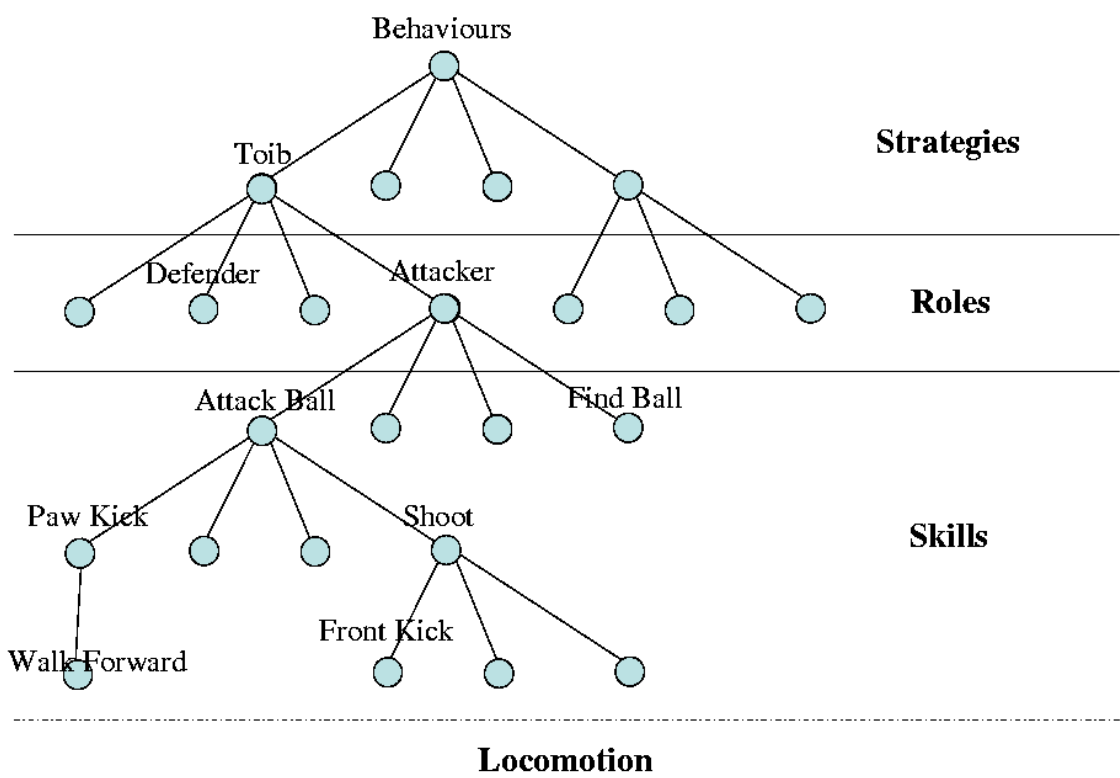 Behaviours
Strategies
Toib
Defender
Attacker
Roles
Attack Ball
Find Ball
Paw Kick
Shoot
Skills
Front Kick
Walk Forward
Locomotion